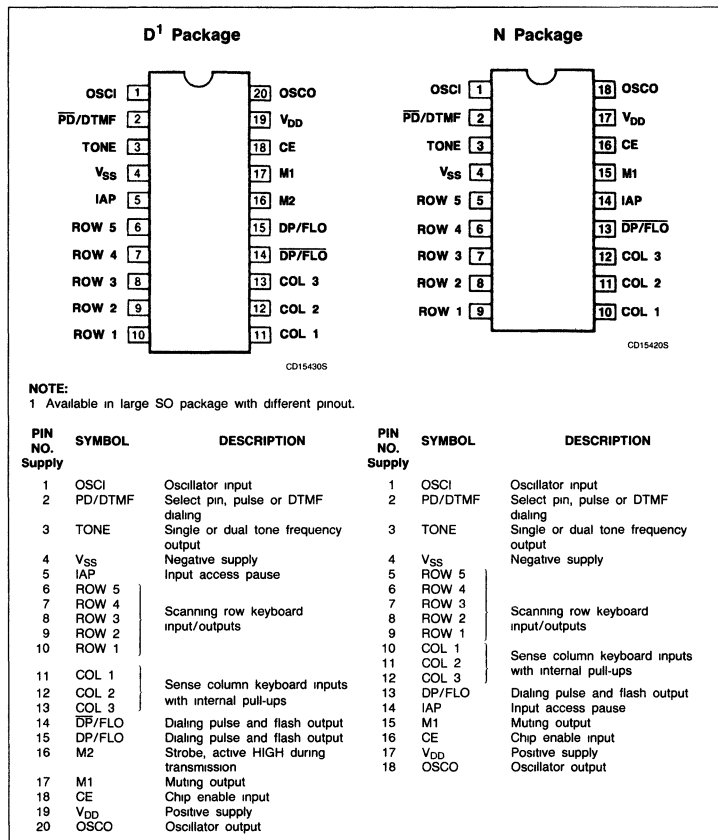 D¹ Package
OSCI 1
P̅D̅/DTMF 2
TONE 3
VSS 4
IAP 5
ROW 5 6
ROW 4 7
ROW 3 8
ROW 2 9
ROW 1 10
20 OSCO
19 VDD
18 CE
17 M1
16 M2
15 DP/FLO
14 D̅P̅/̅F̅L̅O̅
13 COL 3
12 COL 2
11 COL 1
CD15430S
N Package
OSCI 1
P̅D̅/DTMF 2
TONE 3
VSS 4
ROW 5 5
ROW 4 6
ROW 3 7
ROW 2 8
ROW 1 9
18 OSCO
17 VDD
16 CE
15 M1
14 IAP
13 D̅P̅/̅F̅L̅O̅
12 COL 3
11 COL 2
10 COL 1
CD15420S
NOTE:
1 Available in large SO package with different pinout.
PIN
NO. SYMBOL DESCRIPTION
Supply
1 OSCI Oscillator input
2 PD/DTMF Select pin, pulse or DTMF
dialing
3 TONE Single or dual tone frequency
output
4 VSS Negative supply
5 IAP Input access pause
6 ROW 5
7 ROW 4
8 ROW 3 Scanning row keyboard
9 ROW 2 input/outputs
10 ROW 1
11 COL 1
12 COL 2 Sense column keyboard inputs
13 COL 3 with internal pull-ups
14 D̅P̅/FLO Dialing pulse and flash output
15 DP/FLO Dialing pulse and flash output
16 M2 Strobe, active HIGH during
transmission
17 M1 Muting output
18 CE Chip enable input
19 VDD Positive supply
20 OSCO Oscillator output
PIN
NO. SYMBOL DESCRIPTION
Supply
1 OSCI Oscillator input
2 PD/DTMF Select pin, pulse or DTMF
dialing
3 TONE Single or dual tone frequency
output
4 VSS Negative supply
5 ROW 5
6 ROW 4
7 ROW 3 Scanning row keyboard
8 ROW 2 input/outputs
9 ROW 1
10 COL 1
11 COL 2 Sense column keyboard inputs
12 COL 3 with internal pull-ups
13 DP/FLO Dialing pulse and flash output
14 IAP Input access pause
15 M1 Muting output
16 CE Chip enable input
17 VDD Positive supply
18 OSCO Oscillator output